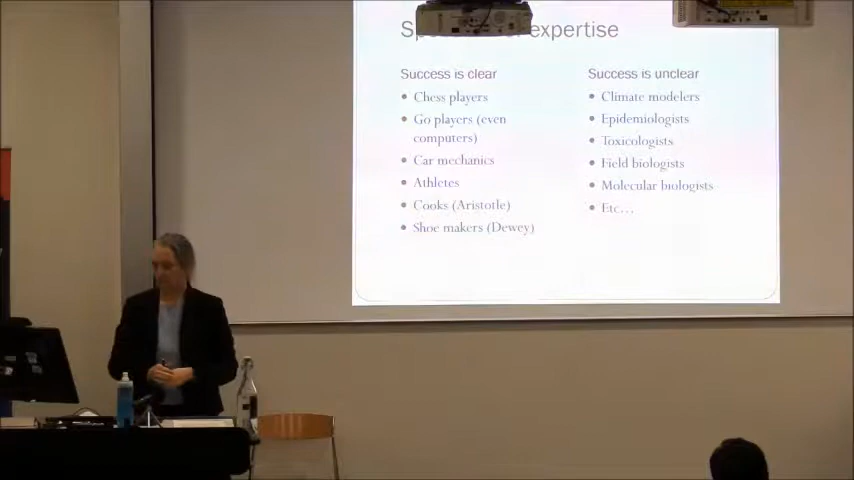 expertise
Success is clear
• Chess players
• Go players (even
computers)
• Car mechanics
• Athletes
• Cooks (Aristotle)
• Shoe makers (Dewey)
Success is unclear
• Climate modelers
• Epidemiologists
• Toxicologists
• Field biologists
• Molecular biologists
• Etc...